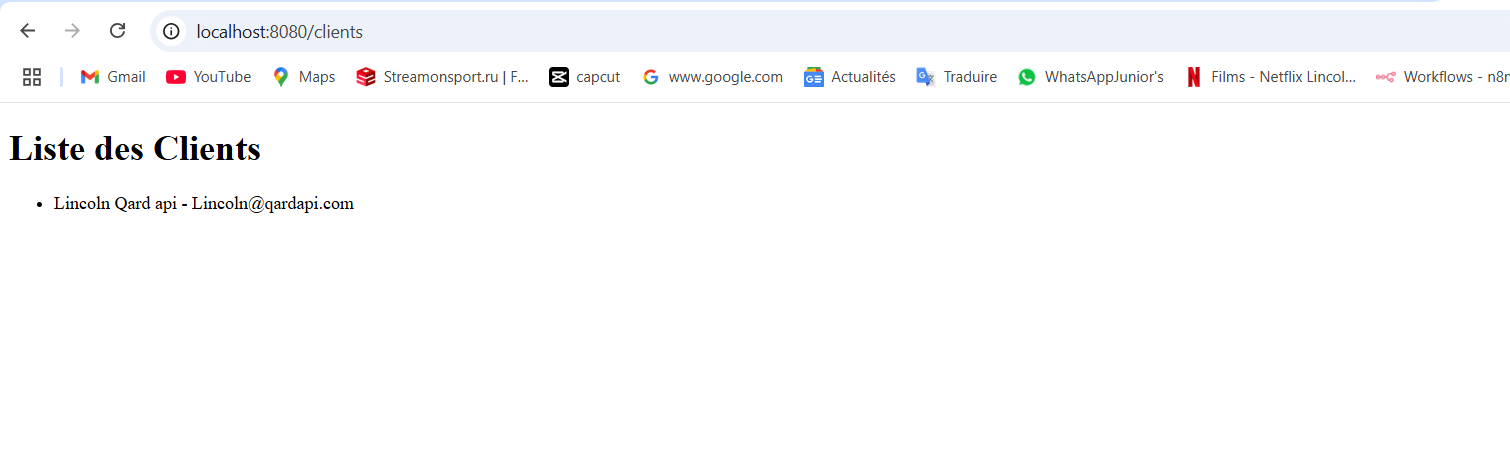 localhost:8080/clients
Gmail YouTube Maps Streamonsport.ru | F... capcut www.google.com Actualités Traduire WhatsAppJunior's Films - Netflix Lincol... Workflows - n8n
Liste des Clients
Lincoln Qard api - Lincoln@qardapi.com